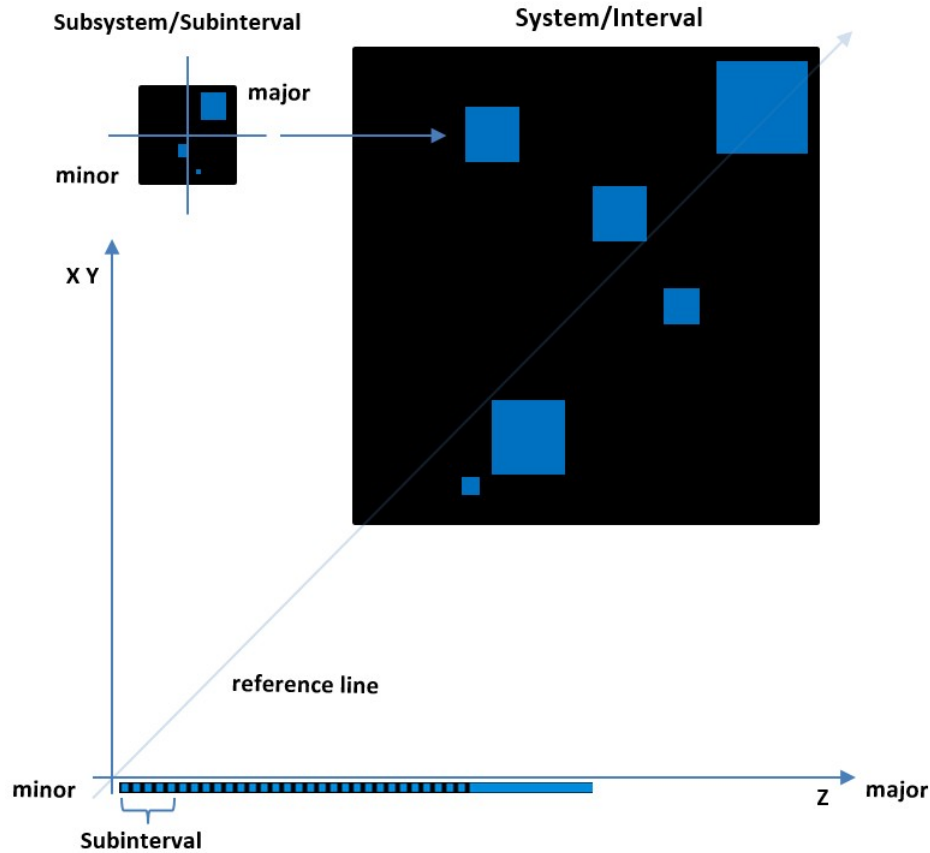 Subsystem/Subinterval
System/Interval
major
minor
X Y
reference line
minor
Z
major
Subinterval